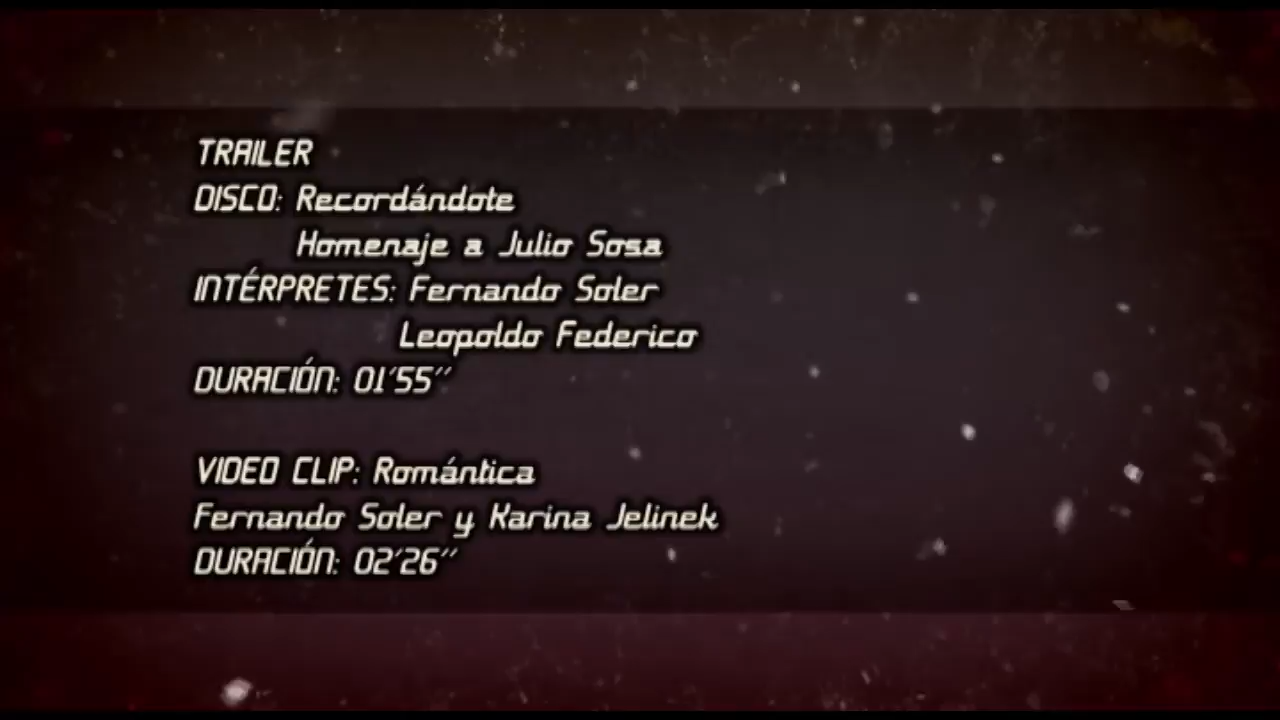 TRAILER
DISCO: Recordándote
Homenaje a Julio Sosa
INTÉRPRETES: Fernando Soler
Leopoldo Federico
DURACIÓN: 01'55''
VIDEO CLIP: Romántica
Fernando Soler y Karina Jelinek
DURACIÓN: 02'26''